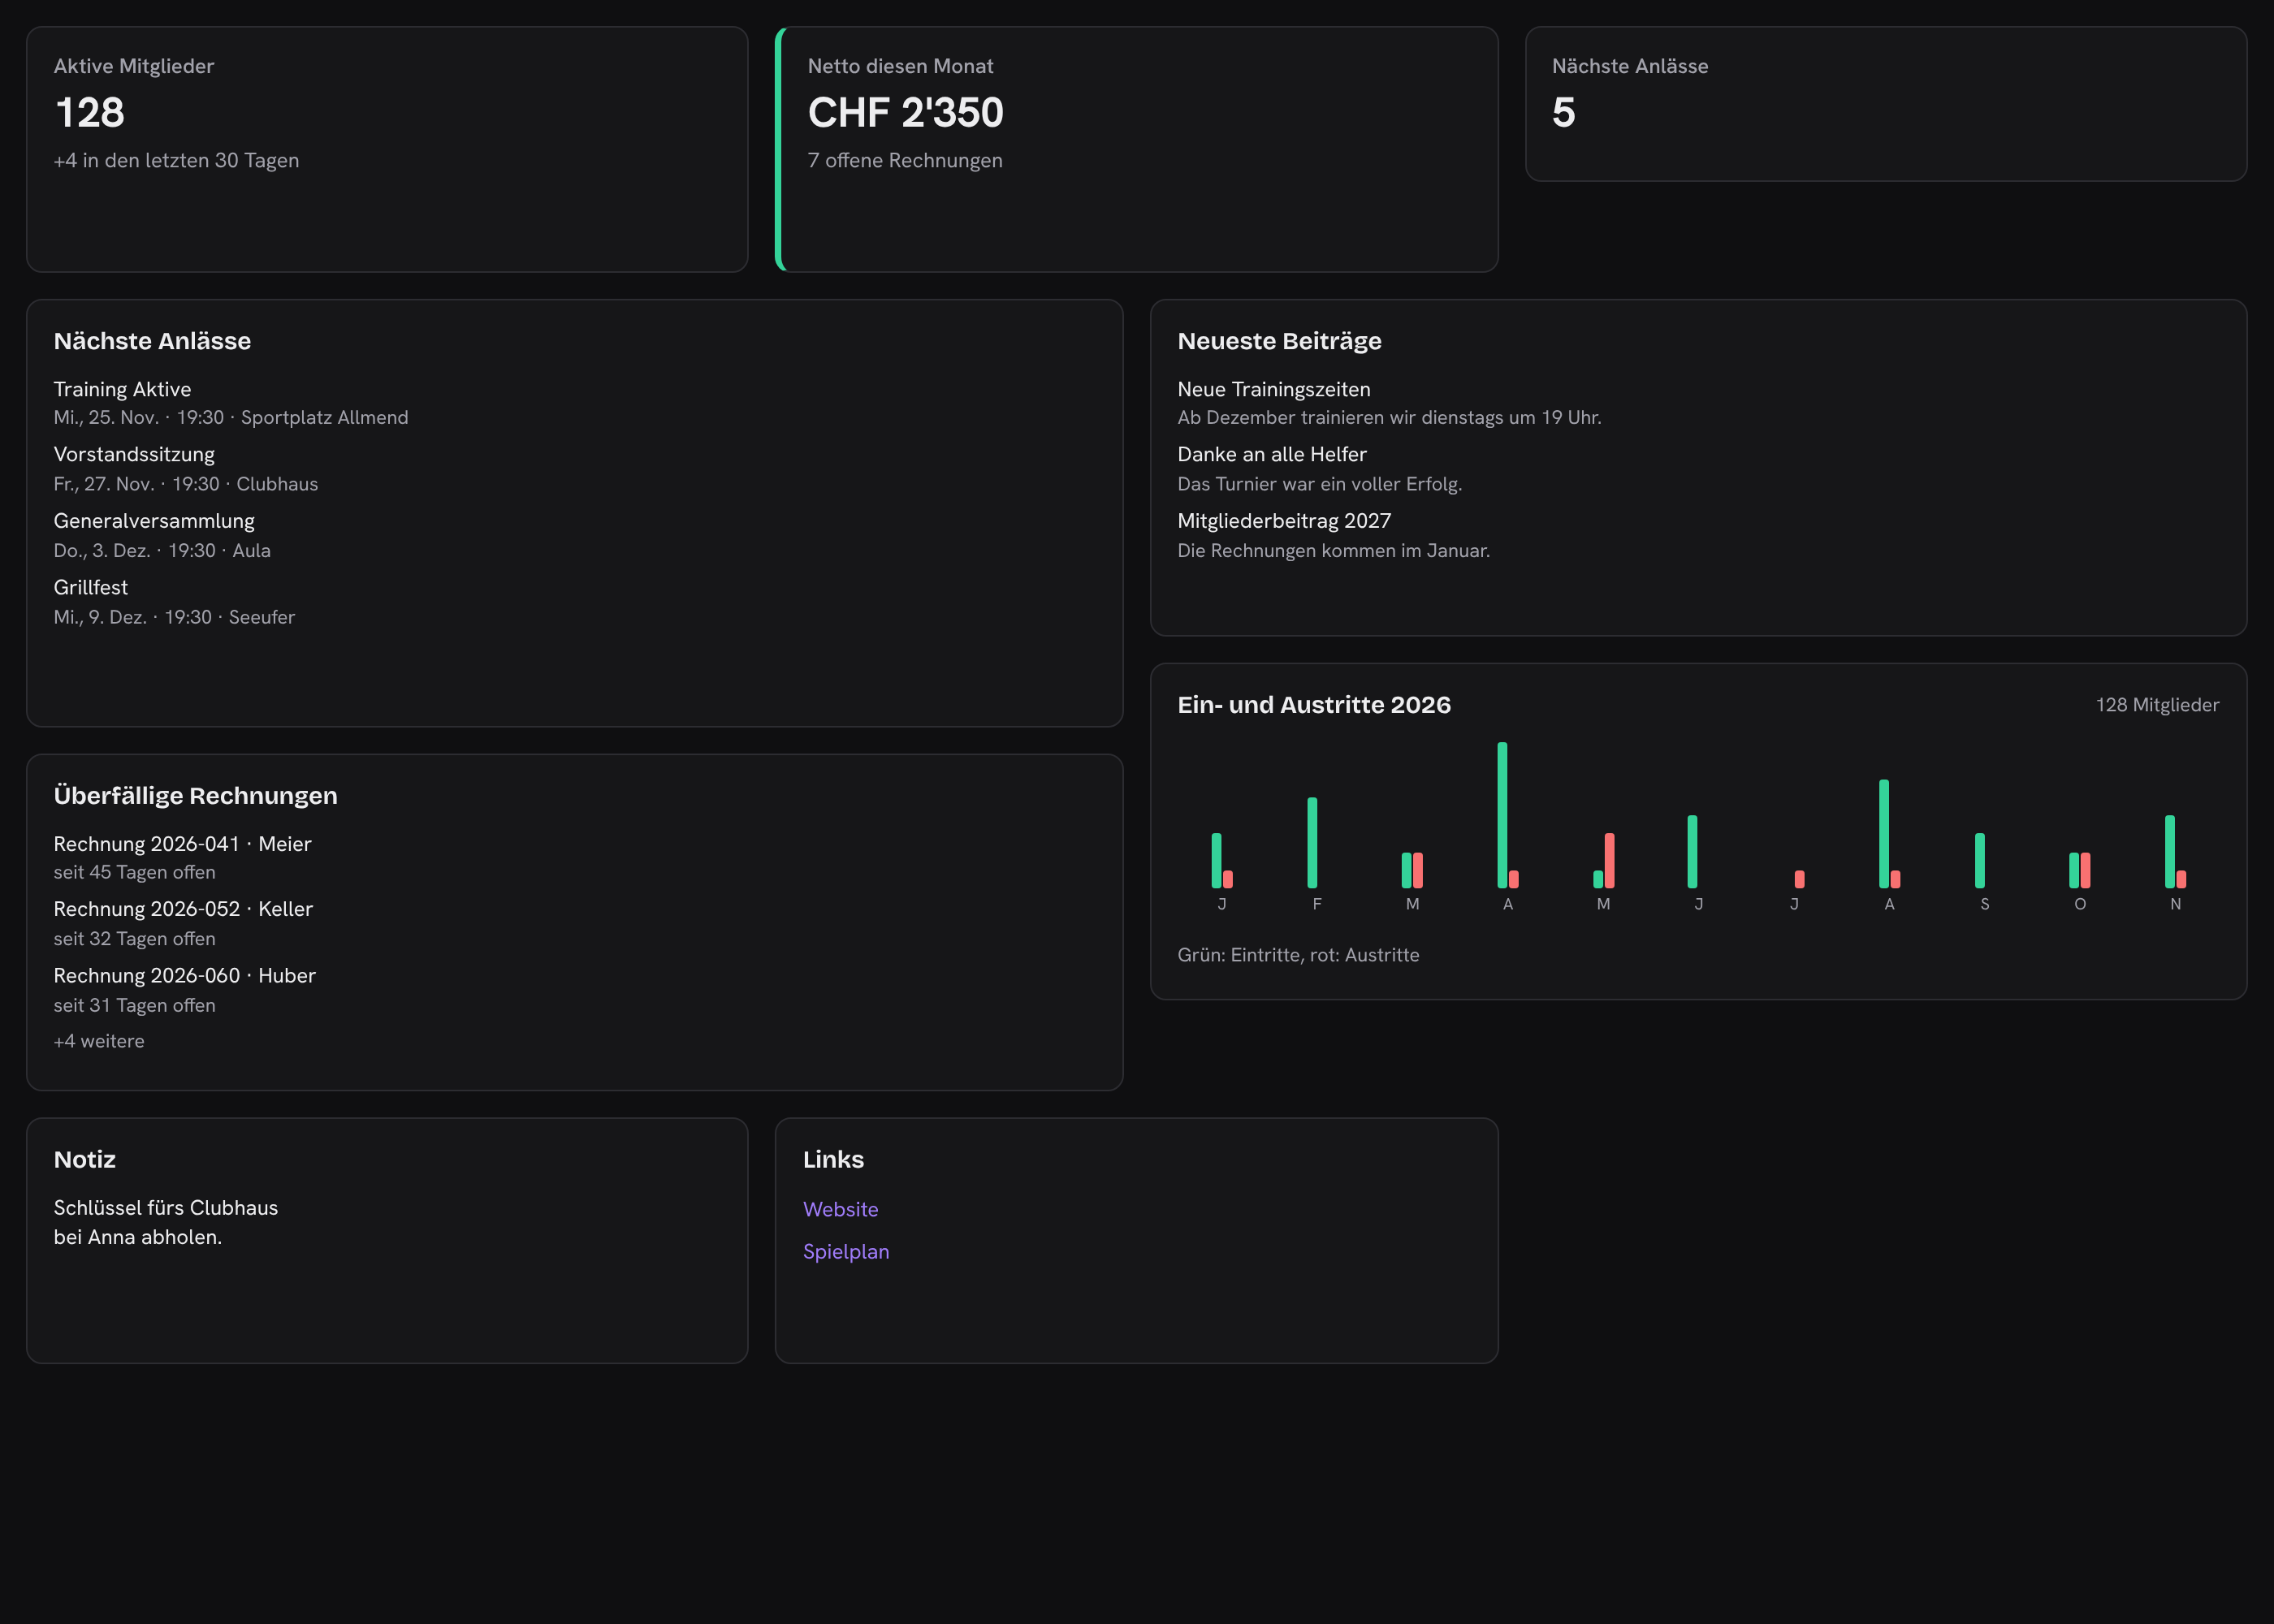 Aktive Mitglieder
128
+4 in den letzten 30 Tagen
Netto diesen Monat
CHF 2'350
7 offene Rechnungen
Nächste Anlässe
5
Nächste Anlässe
Training Aktive
Mi., 25. Nov. · 19:30 · Sportplatz Allmend
Vorstandssitzung
Fr., 27. Nov. · 19:30 · Clubhaus
Generalversammlung
Do., 3. Dez. · 19:30 · Aula
Grillfest
Mi., 9. Dez. · 19:30 · Seeufer
Neueste Beiträge
Neue Trainingszeiten
Ab Dezember trainieren wir dienstags um 19 Uhr.
Danke an alle Helfer
Das Turnier war ein voller Erfolg.
Mitgliederbeitrag 2027
Die Rechnungen kommen im Januar.
Ein- und Austritte 2026
128 Mitglieder
J F M A M J J A S O N
Grün: Eintritte, rot: Austritte
Überfällige Rechnungen
Rechnung 2026-041 · Meier
seit 45 Tagen offen
Rechnung 2026-052 · Keller
seit 32 Tagen offen
Rechnung 2026-060 · Huber
seit 31 Tagen offen
+4 weitere
Notiz
Schlüssel fürs Clubhaus
bei Anna abholen.
Links
Website
Spielplan